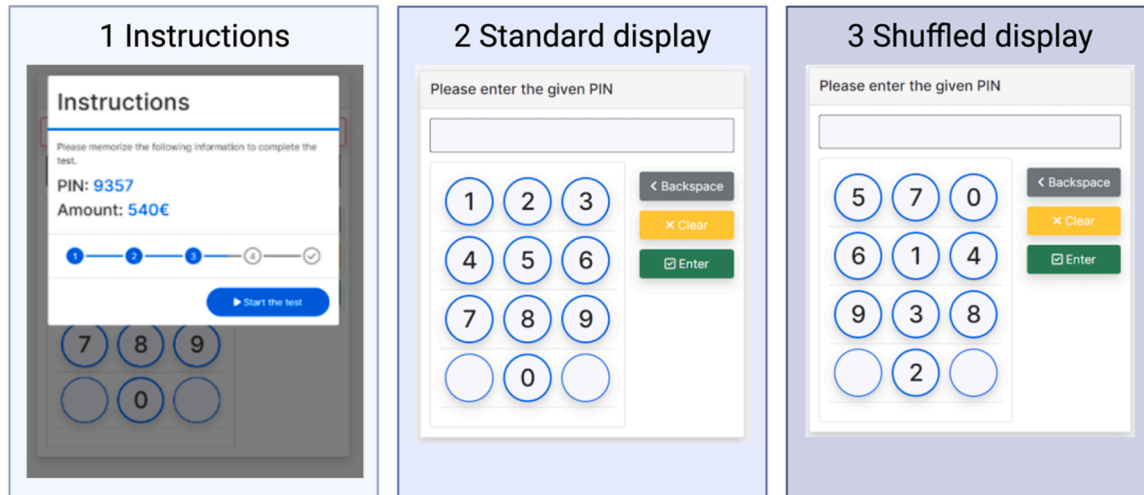 1 Instructions
Instructions
Please memorize the following information to complete the
test.
PIN: 9357
Amount: 540€
1 2 3 4
Start the test
7 8 9
0
2 Standard display
Please enter the given PIN
1 2 3
Backspace
Clear
4 5 6
Enter
7 8 9
0
3 Shuffled display
Please enter the given PIN
5 7 0
Backspace
Clear
6 1 4
Enter
9 3 8
2